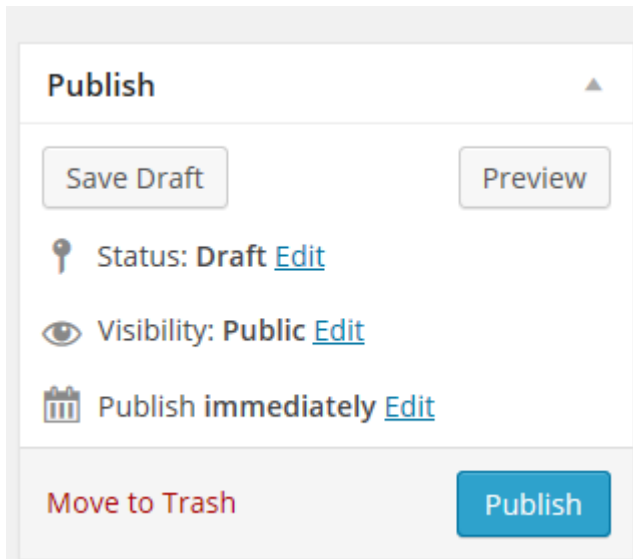 Publish
Save Draft Preview
Status: Draft Edit
Visibility: Public Edit
Publish immediately Edit
Move to Trash Publish